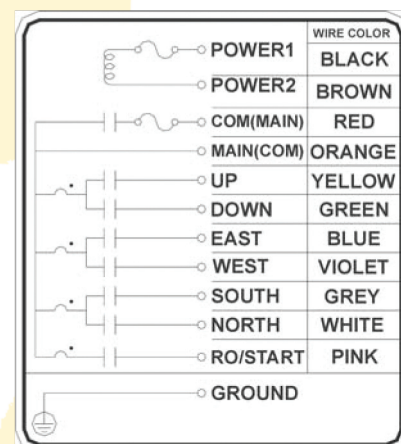 WIRE COLOR
POWER1 BLACK
POWER2 BROWN
COM(MAIN) RED
MAIN(COM) ORANGE
UP YELLOW
DOWN GREEN
EAST BLUE
WEST VIOLET
SOUTH GREY
NORTH WHITE
RO/START PINK
GROUND